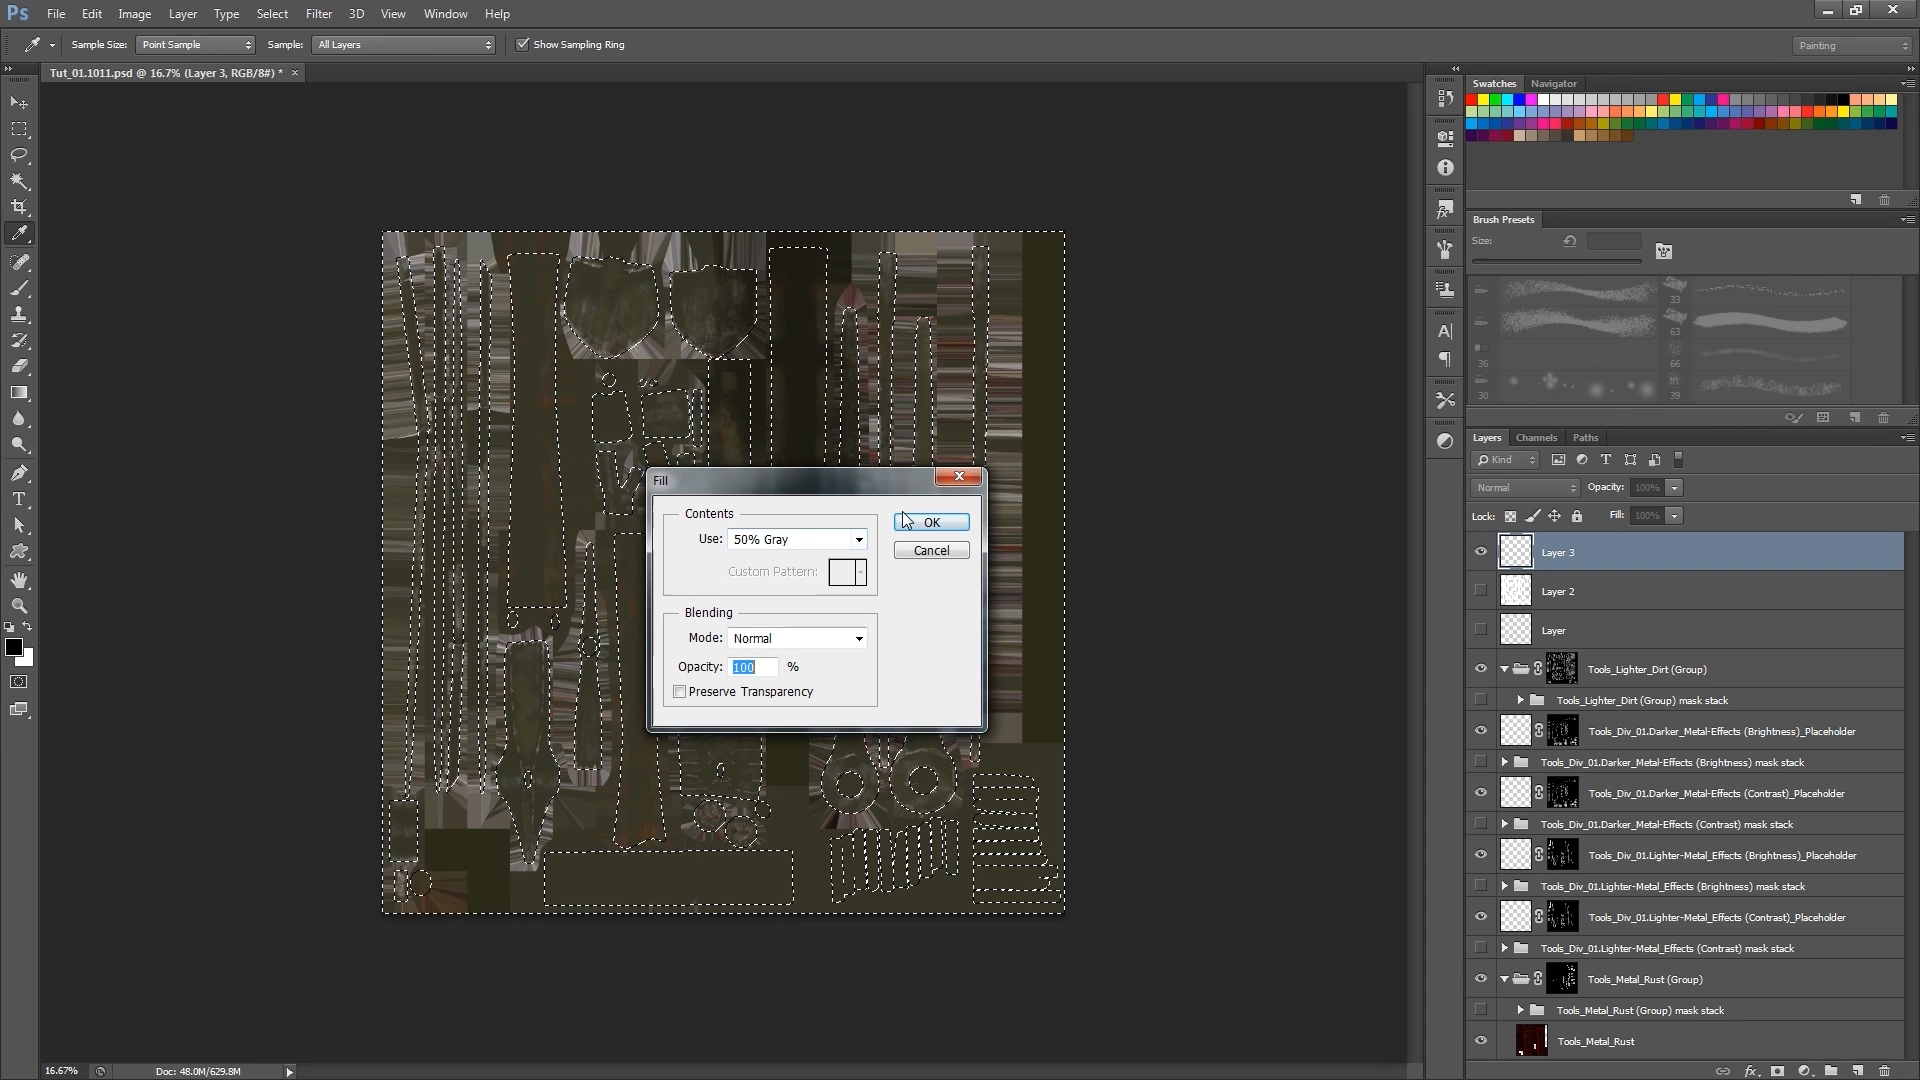 Ps File Edit Image Layer Type Select Filter 3D View Window Help
Sample Size: Point Sample Sample: All Layers Show Sampling Ring Painting
Tut_01.1011.psd @ 16.7% (Layer 3, RGB/8#) * ×
Swatches Navigator
Brush Presets
Size:
33
63
36 66
30 39
Layers Channels Paths
Kind
Normal Opacity: 100%
Lock: Fill: 100%
Layer 3
Layer 2
Layer
Tools_Lighter_Dirt (Group)
Tools_Lighter_Dirt (Group) mask stack
Tools_Div_01.Darker_Metal-Effects (Brightness)_Placeholder
Tools_Div_01.Darker_Metal-Effects (Brightness) mask stack
Tools_Div_01.Darker_Metal-Effects (Contrast)_Placeholder
Tools_Div_01.Darker_Metal-Effects (Contrast) mask stack
Tools_Div_01.Lighter-Metal_Effects (Brightness)_Placeholder
Tools_Div_01.Lighter-Metal_Effects (Brightness) mask stack
Tools_Div_01.Lighter-Metal_Effects (Contrast)_Placeholder
Tools_Div_01.Lighter-Metal_Effects (Contrast) mask stack
Tools_Metal_Rust (Group)
Tools_Metal_Rust (Group) mask stack
Tools_Metal_Rust
Fill
Contents
Use: 50% Gray
Custom Pattern:
OK
Cancel
Blending
Mode: Normal
Opacity: 100 %
Preserve Transparency
16.67% Doc: 48.0M/629.8M